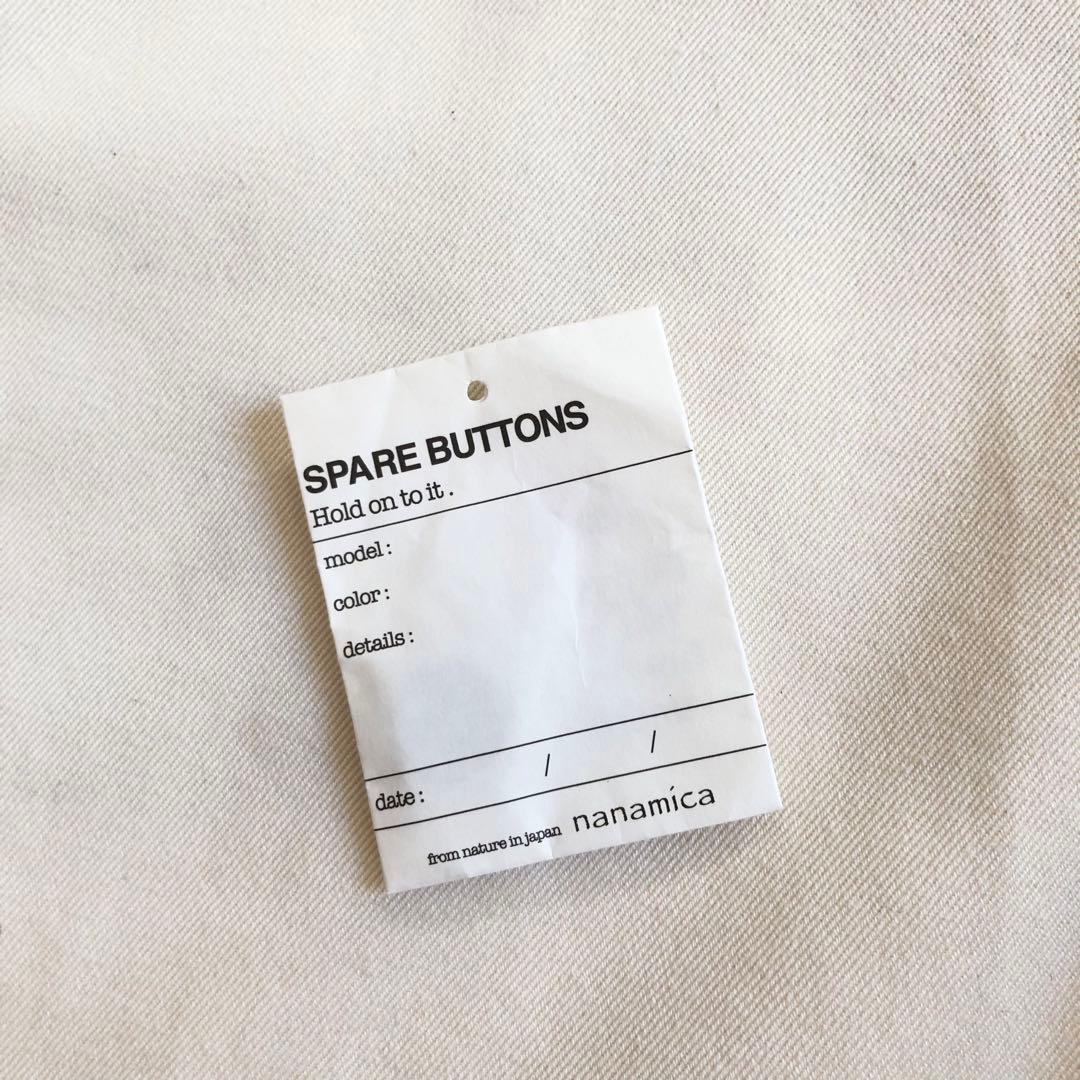 SPARE BUTTONS
Hold on to it .
model :
color :
details :
date : / /
from nature in japan nanamica